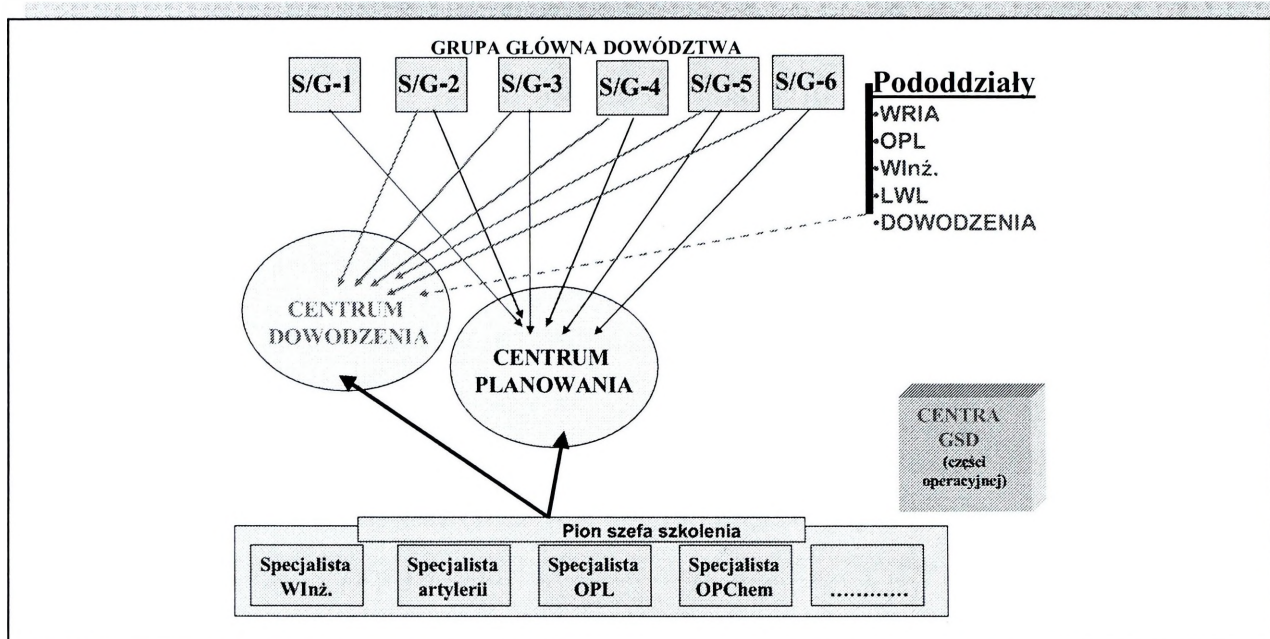 GRUPA GŁÓWNA DOWÓDZTWA
S/G-1 S/G-2 S/G-3 S/G-4 S/G-5 S/G-6
Pododdziały
•WRIA
•OPL
•WInż.
•LWL
•DOWODZENIA
CENTRUM
DOWODZENIA
CENTRUM
PLANOWANIA
CENTRA
GSD
(części
operacyjnej)
Pion szefa szkolenia
Specjalista
WInż.
Specjalista
artylerii
Specjalista
OPL
Specjalista
OPChem
............